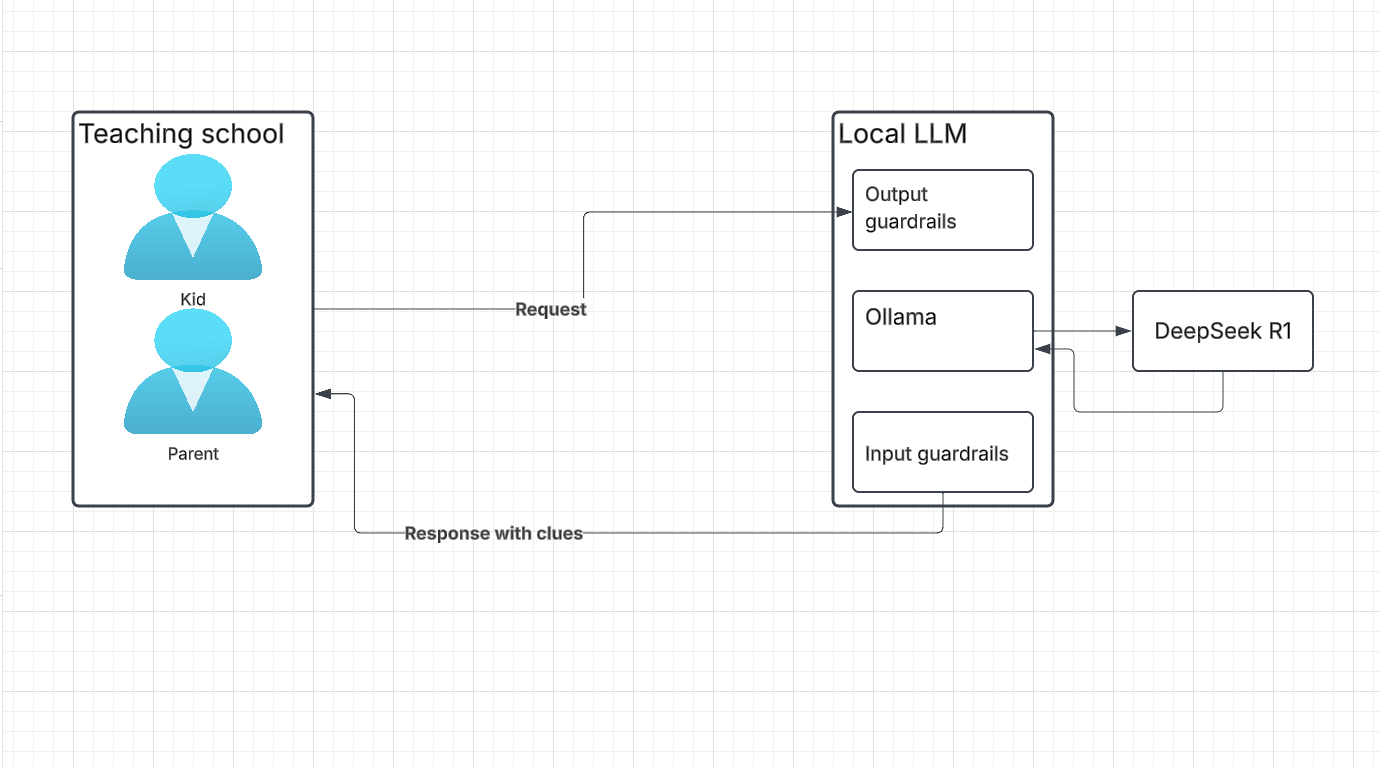 Teaching school
Kid
Parent
Request
Response with clues
Local LLM
Output
guardrails
Ollama
Input guardrails
DeepSeek R1